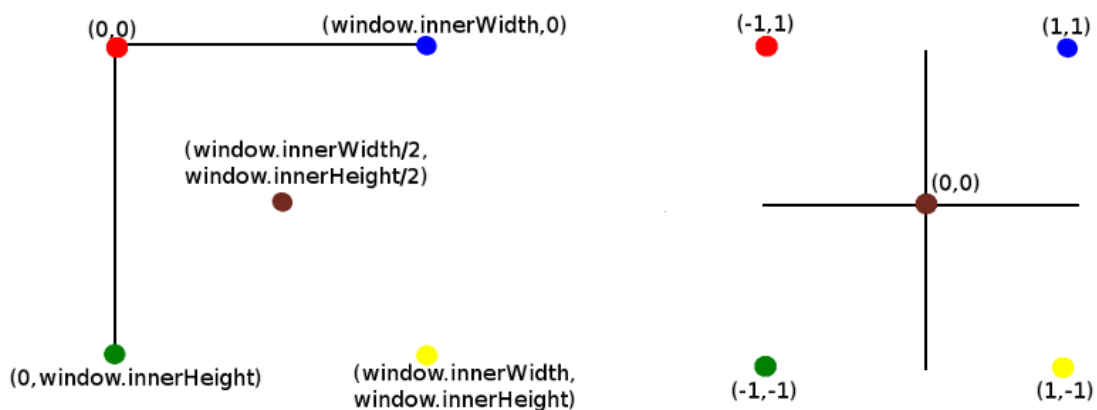 (0,0)
(window.innerWidth,0)
(window.innerWidth/2,
window.innerHeight/2)
(0,window.innerHeight)
(window.innerWidth,
window.innerHeight)
(-1,1)
(1,1)
(0,0)
(-1,-1)
(1,-1)